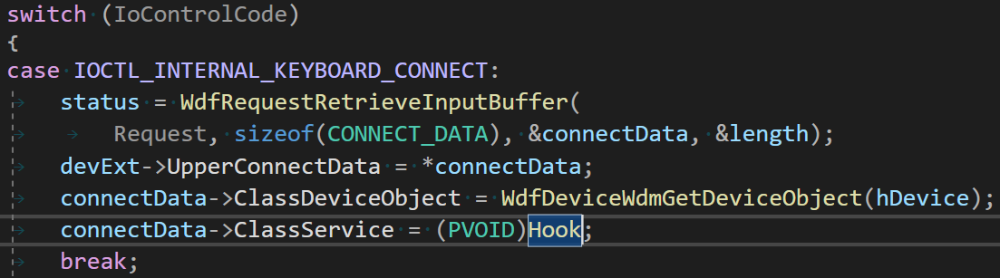 switch (IoControlCode)
{
case IOCTL_INTERNAL_KEYBOARD_CONNECT:
status = WdfRequestRetrieveInputBuffer(
Request, sizeof(CONNECT_DATA), &connectData, &length);
devExt->UpperConnectData = *connectData;
connectData->ClassDeviceObject = WdfDeviceWdmGetDeviceObject(hDevice);
connectData->ClassService = (PVOID)Hook;
break;